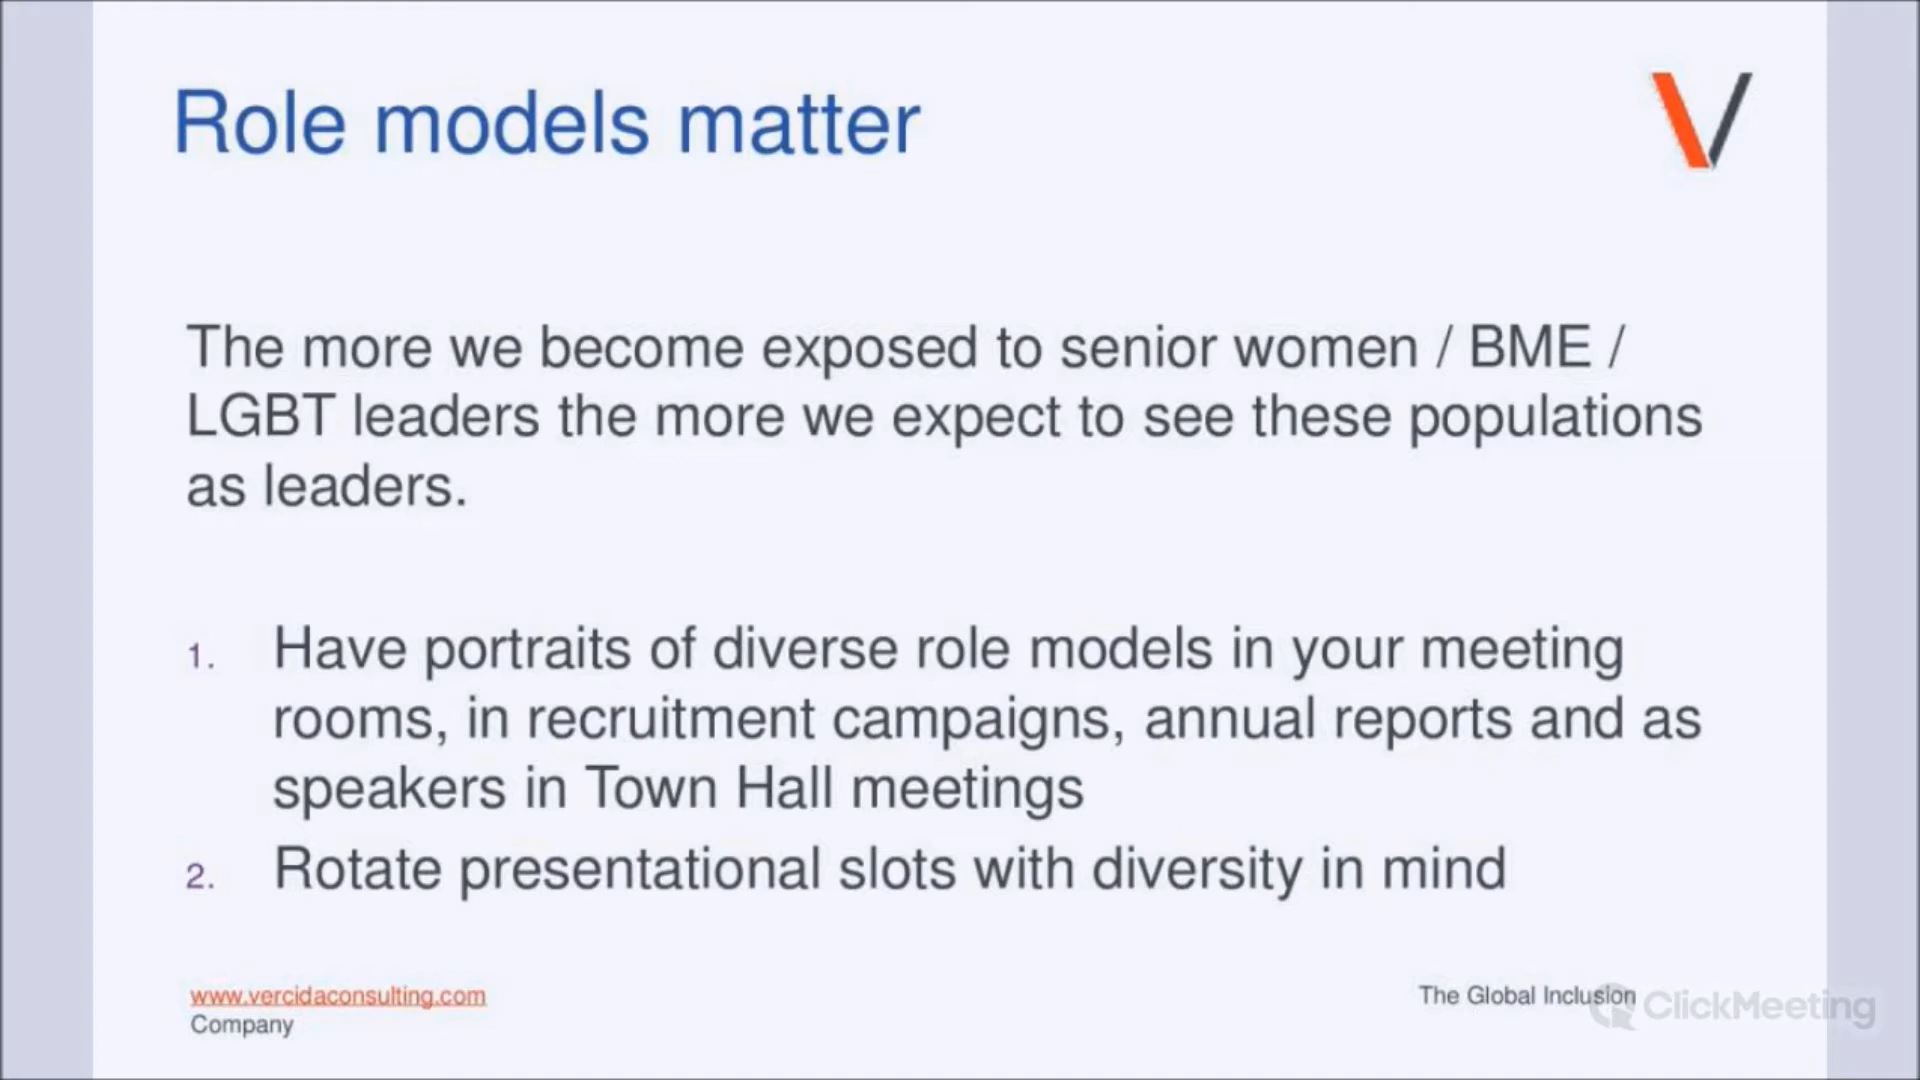 Role models matter
The more we become exposed to senior women / BME /
LGBT leaders the more we expect to see these populations
as leaders.
1. Have portraits of diverse role models in your meeting
rooms, in recruitment campaigns, annual reports and as
speakers in Town Hall meetings
2. Rotate presentational slots with diversity in mind
www.vercidaconsulting.com
The Global Inclusion
Company
ClickMeeting